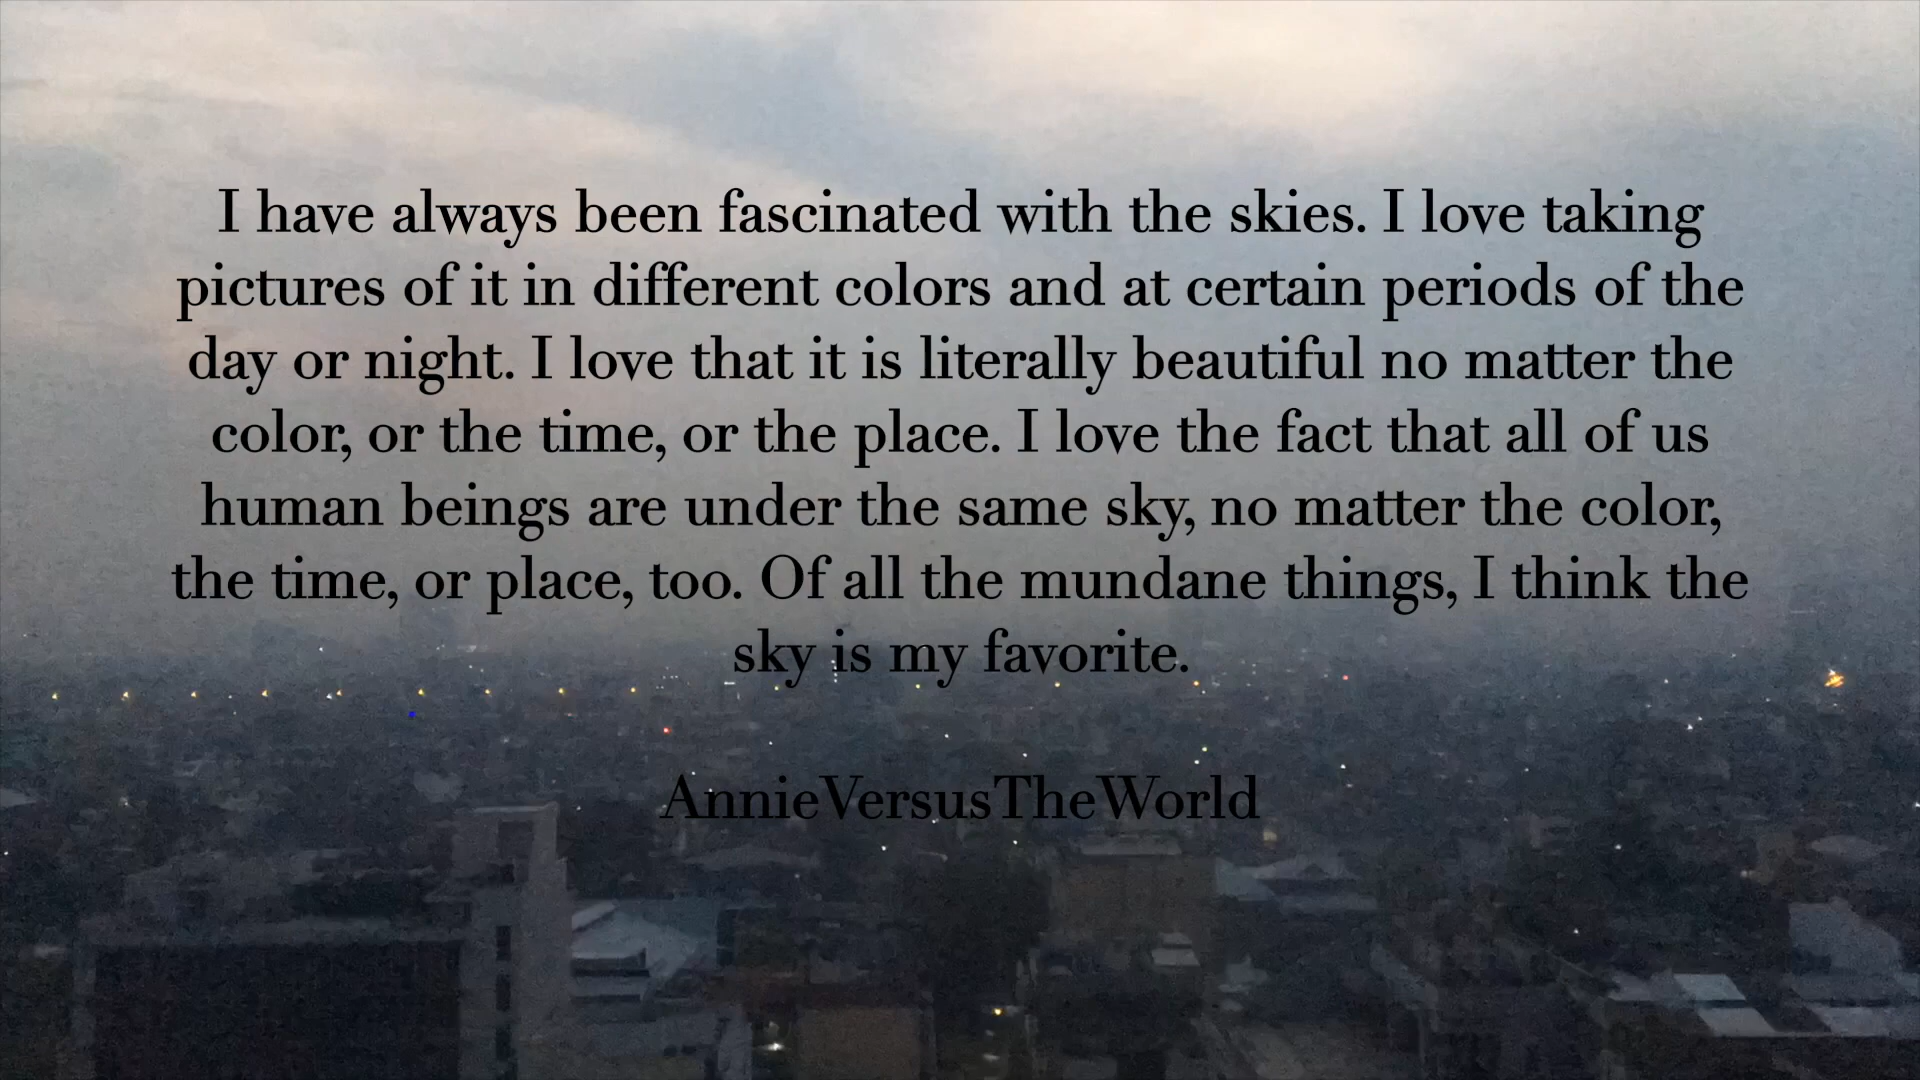 I have always been fascinated with the skies. I love taking
pictures of it in different colors and at certain periods of the
day or night. I love that it is literally beautiful no matter the
color, or the time, or the place. I love the fact that all of us
human beings are under the same sky, no matter the color,
the time, or place, too. Of all the mundane things, I think the
sky is my favorite.
AnnieVersusTheWorld